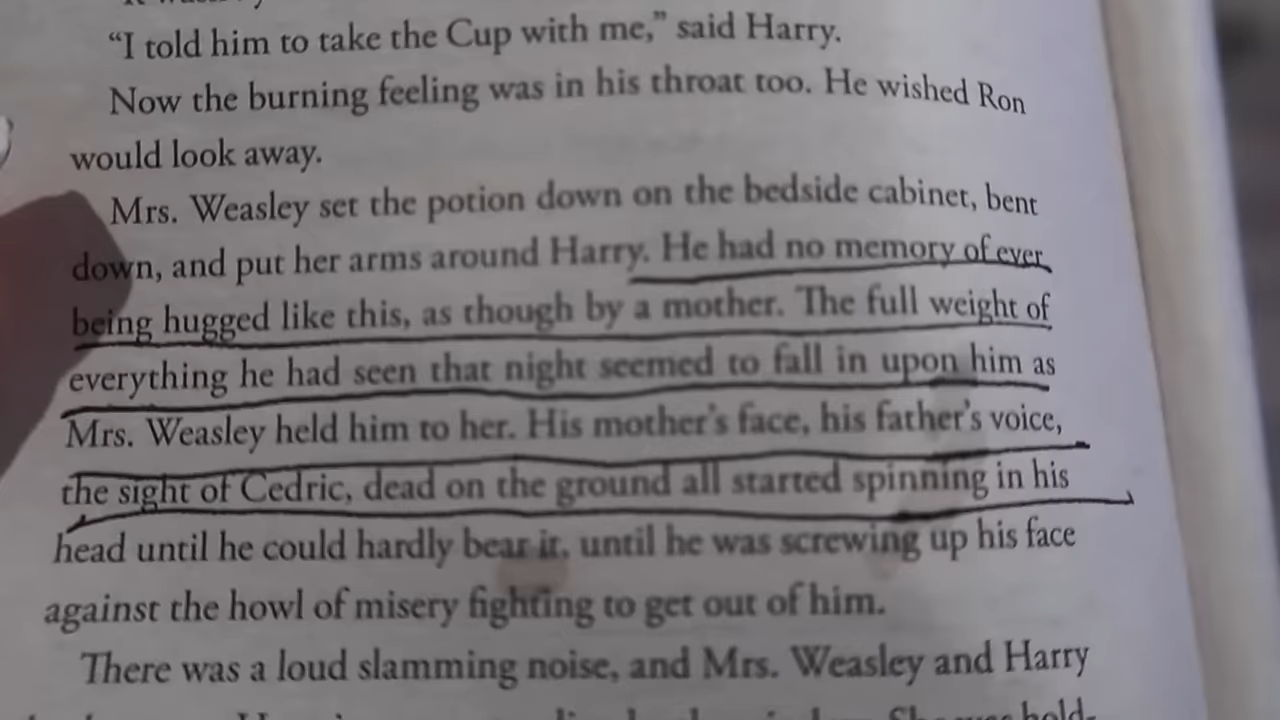 “I told him to take the Cup with me,” said Harry.
Now the burning feeling was in his throat too. He wished Ron
would look away.
Mrs. Weasley set the potion down on the bedside cabinet, bent
down, and put her arms around Harry. He had no memory of ever
being hugged like this, as though by a mother. The full weight of
everything he had seen that night seemed to fall in upon him as
Mrs. Weasley held him to her. His mother’s face, his father’s voice,
the sight of Cedric, dead on the ground all started spinning in his
head until he could hardly bear it, until he was screwing up his face
against the howl of misery fighting to get out of him.
There was a loud slamming noise, and Mrs. Weasley and Harry